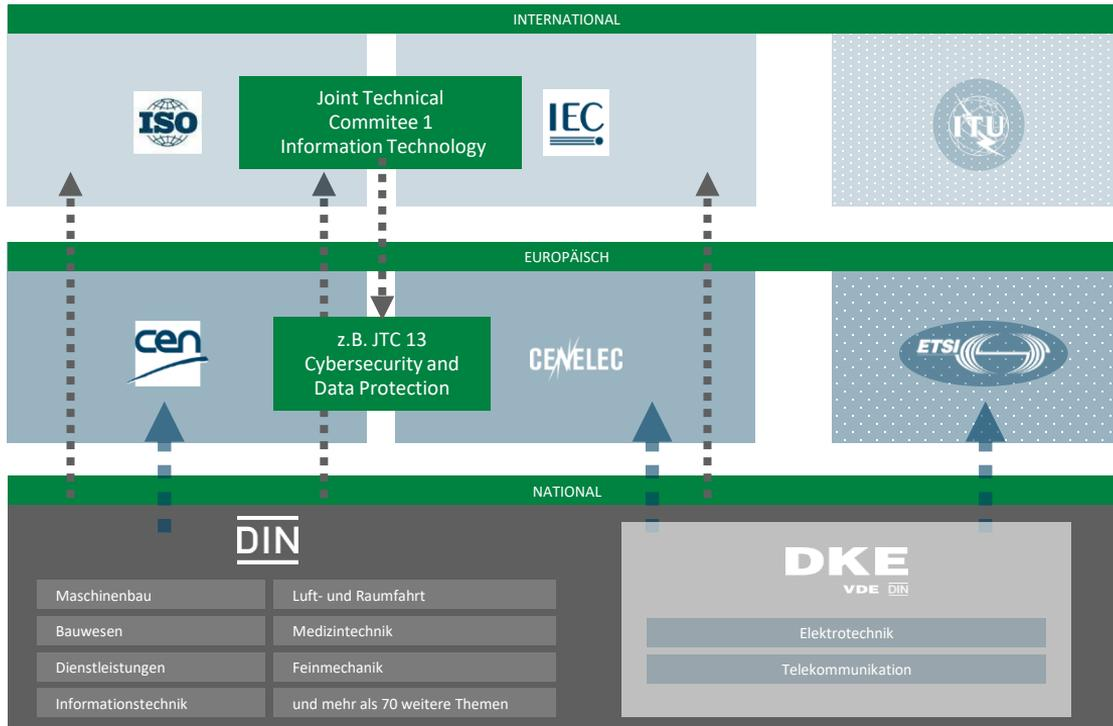 INTERNATIONAL
ISO
Joint Technical
Commitee 1
Information Technology
IEC
ITU
EUROPÄISCH
cen
z.B. JTC 13
Cybersecurity and
Data Protection
CENELEC
ETSI
NATIONAL
DIN
Maschinenbau
Luft- und Raumfahrt
Bauwesen
Medizintechnik
Dienstleistungen
Feinmechanik
Informationstechnik
und mehr als 70 weitere Themen
DKE
VDE DIN
Elektrotechnik
Telekommunikation